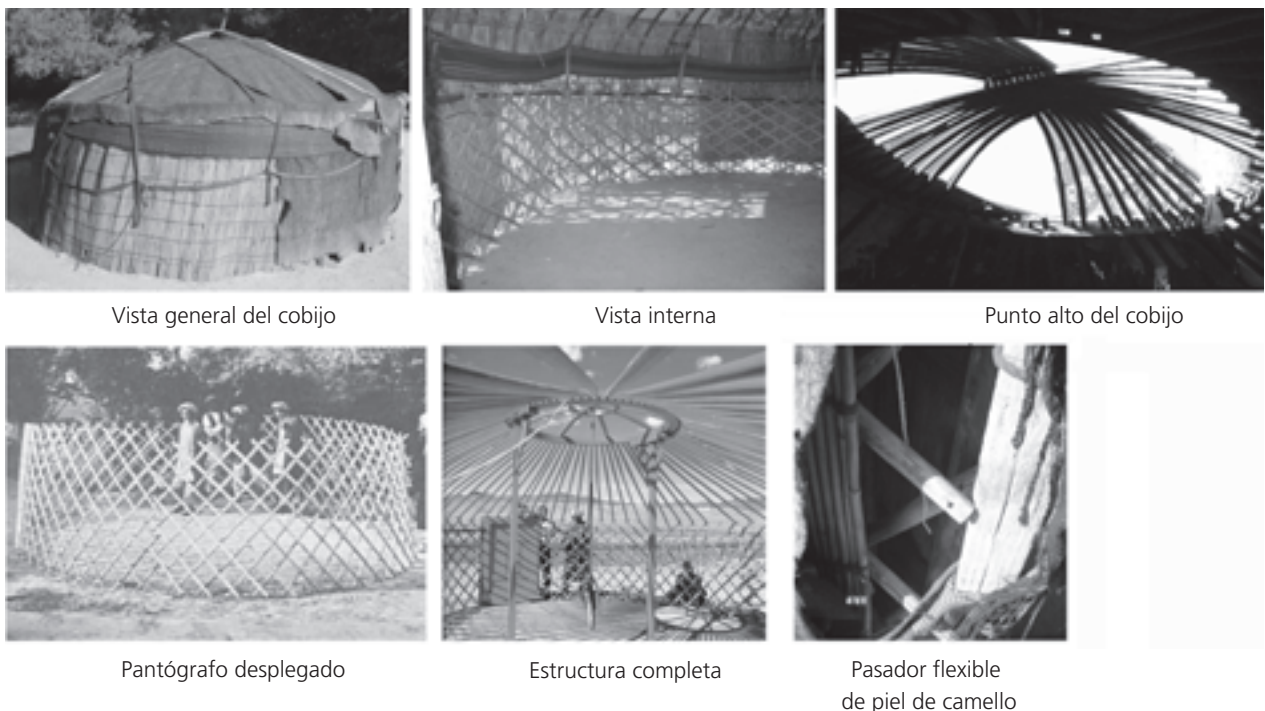 Vista general del cobijo
Vista interna
Punto alto del cobijo
Pantógrafo desplegado
Estructura completa
Pasador flexible
de piel de camello